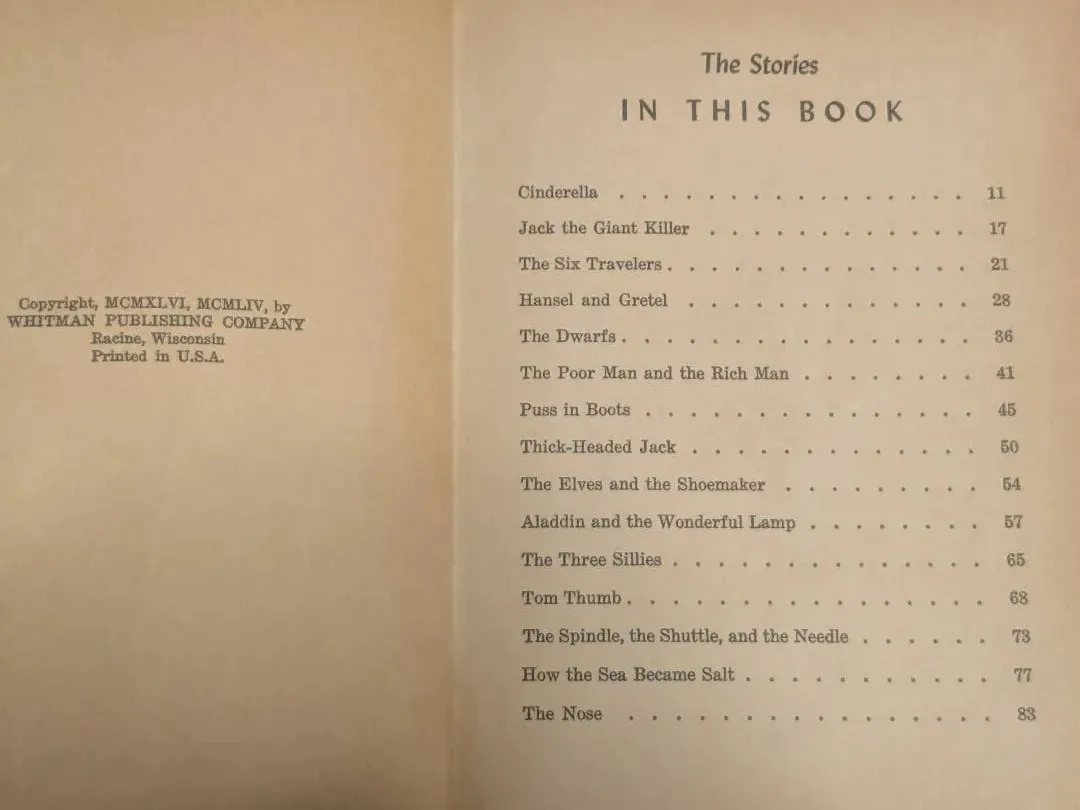 Copyright, MCMXLVI, MCMLIV, by
WHITMAN PUBLISHING COMPANY
Racine, Wisconsin
Printed in U.S.A.
The Stories
IN THIS BOOK
Cinderella . . . . . . . . . . . . . . . . 11
Jack the Giant Killer . . . . . . . . . . . . 17
The Six Travelers . . . . . . . . . . . . . . 21
Hansel and Gretel . . . . . . . . . . . . . 28
The Dwarfs . . . . . . . . . . . . . . . . 36
The Poor Man and the Rich Man . . . . . . . . 41
Puss in Boots . . . . . . . . . . . . . . . 45
Thick-Headed Jack . . . . . . . . . . . . . 50
The Elves and the Shoemaker . . . . . . . . . 54
Aladdin and the Wonderful Lamp . . . . . . . . 57
The Three Sillies . . . . . . . . . . . . . . 65
Tom Thumb . . . . . . . . . . . . . . . . 68
The Spindle, the Shuttle, and the Needle . . . . . . 73
How the Sea Became Salt . . . . . . . . . . . 77
The Nose . . . . . . . . . . . . . . . . 83